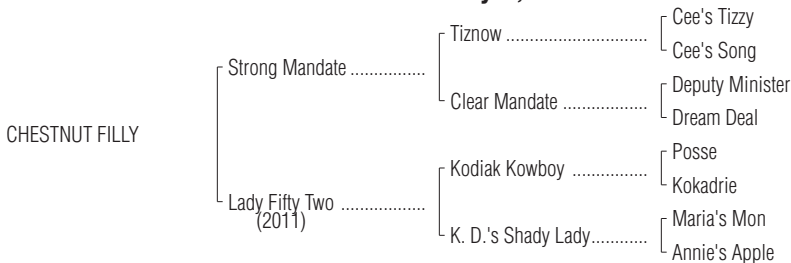 Cee's Tizzy
Tiznow ..............................
Cee's Song
Strong Mandate ................
Deputy Minister
Clear Mandate ..................
Dream Deal
CHESTNUT FILLY
Posse
Kodiak Kowboy ................
Kokadrie
Lady Fifty Two ..................
(2011)
Maria's Mon
K. D.'s Shady Lady............
Annie's Apple